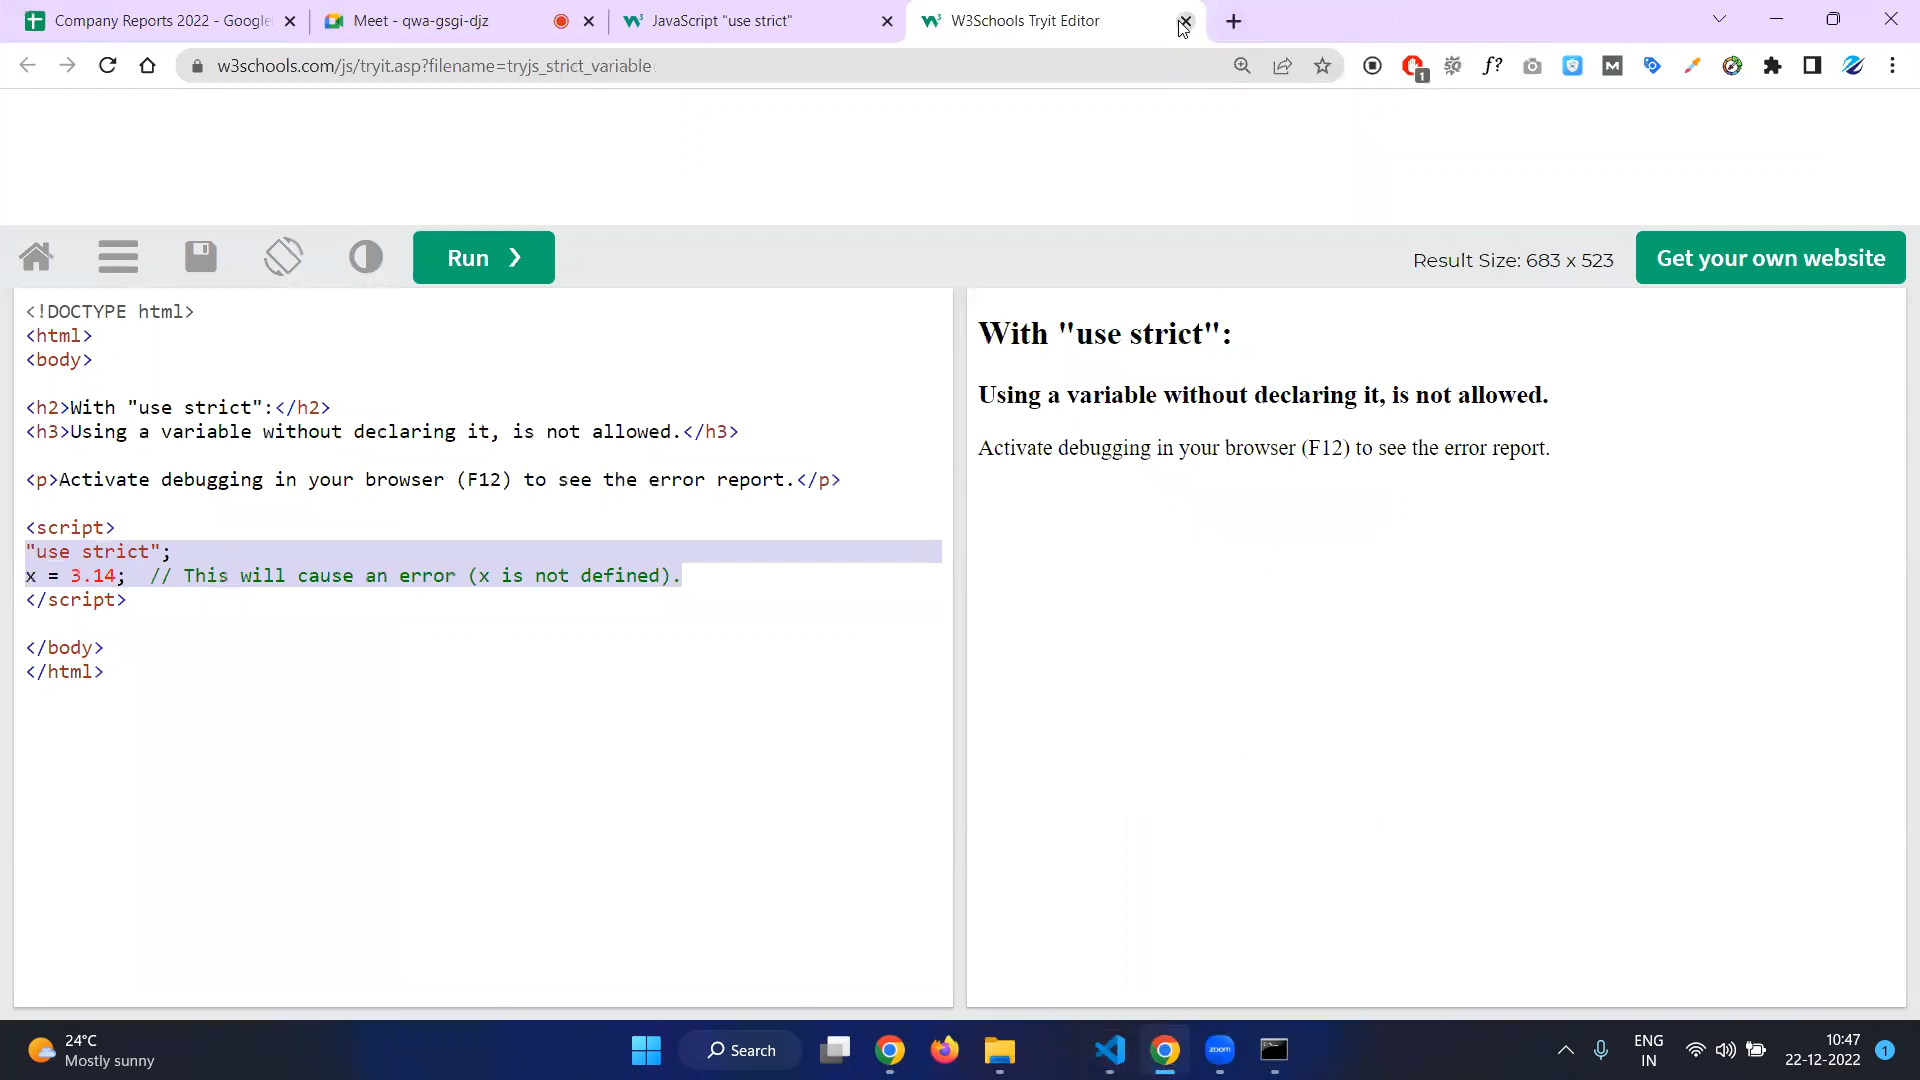 Company Reports 2022 - Google
Meet - qwa-gsgi-djz
JavaScript "use strict"
W3Schools Tryit Editor
w3schools.com/js/tryit.asp?filename=tryjs_strict_variable
1
f?
M
Run ❯
Result Size: 683 x 523
Get your own website
<!DOCTYPE html>
<html>
<body>
<h2>With "use strict":</h2>
<h3>Using a variable without declaring it, is not allowed.</h3>
<p>Activate debugging in your browser (F12) to see the error report.</p>
<script>
"use strict";
x = 3.14;  // This will cause an error (x is not defined).
</script>
</body>
</html>
With "use strict":
Using a variable without declaring it, is not allowed.
Activate debugging in your browser (F12) to see the error report.
24°C
Mostly sunny
Search
zoom
ENG
IN
10:47
22-12-2022
1